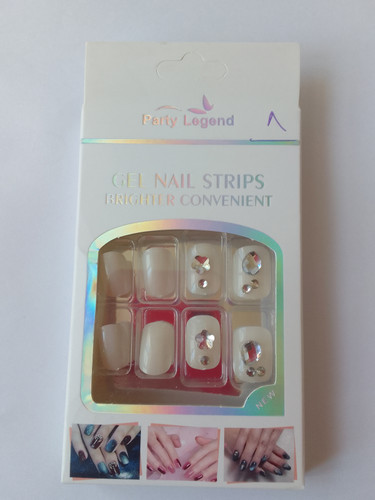 Party Legend
GEL NAIL STRIPS
BRIGHTER CONVENIENT
NEW